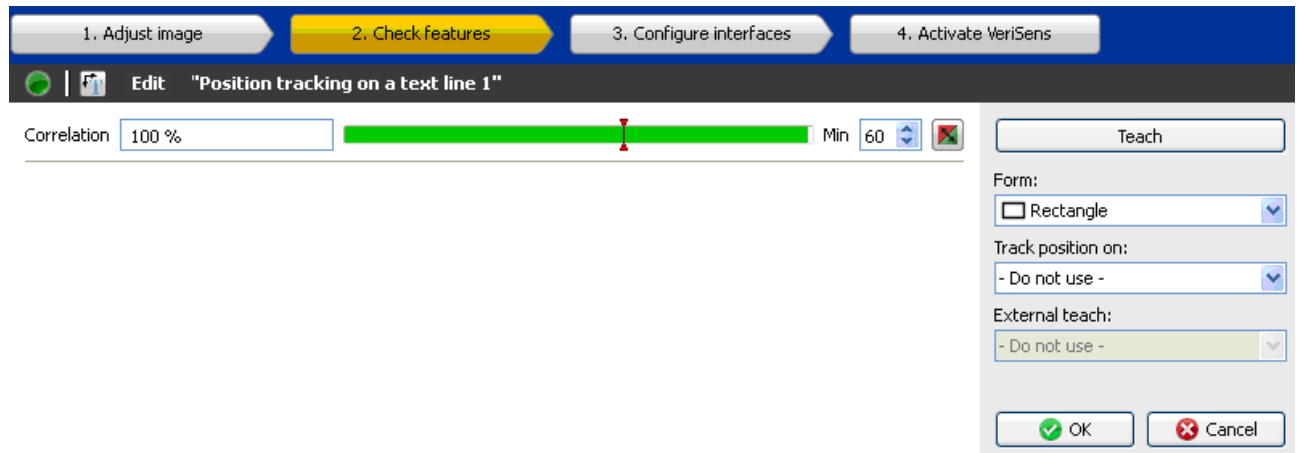 1. Adjust image 2. Check features 3. Configure interfaces 4. Activate VeriSens
Edit "Position tracking on a text line 1"
Correlation 100 % Min 60
Teach
Form:
Rectangle
Track position on:
- Do not use -
External teach:
- Do not use -
OK Cancel